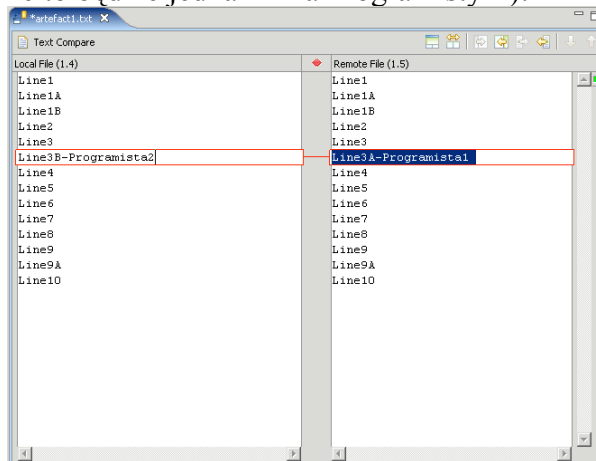 *artefact1.txt
Text Compare
Local File (1.4)
Remote File (1.5)
Line1
Line1A
Line1B
Line2
Line3
Line3B-Programista2
Line4
Line5
Line6
Line7
Line8
Line9
Line9A
Line10
Line1
Line1A
Line1B
Line2
Line3
Line3A-Programista1
Line4
Line5
Line6
Line7
Line8
Line9
Line9A
Line10